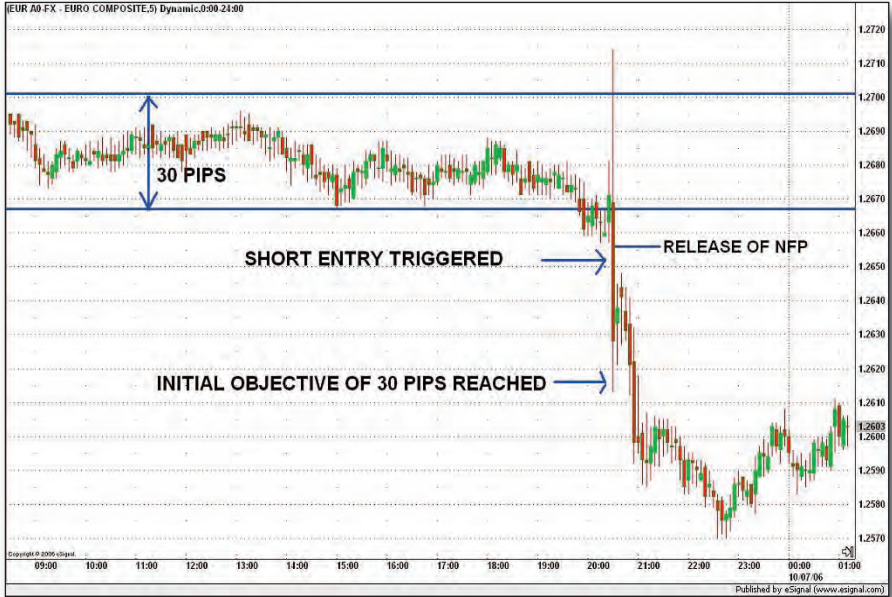 (EUR A0-FX - EURO COMPOSITE,5) Dynamic,0:00-24:00
1.2720
1.2710
1.2700
1.2690
1.2680
1.2670
1.2660
1.2650
1.2640
1.2630
1.2620
1.2610
1.2603
1.2600
1.2590
1.2580
1.2570
30 PIPS
RELEASE OF NFP
SHORT ENTRY TRIGGERED
INITIAL OBJECTIVE OF 30 PIPS REACHED
Copyright © 2006 eSignal.
09:00 10:00 11:00 12:00 13:00 14:00 15:00 16:00 17:00 18:00 19:00 20:00 21:00 22:00 23:00 00:00 01:00
10/07/06
Published by eSignal (www.esignal.com)